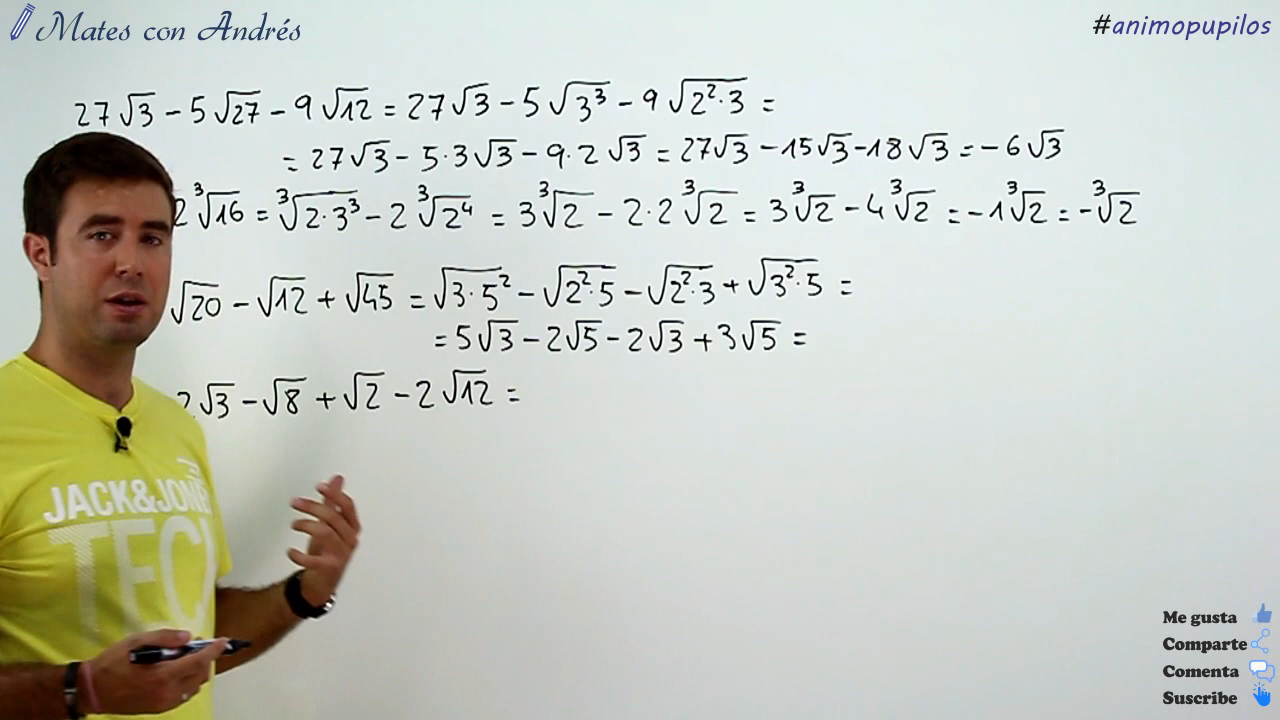 Mates con Andrés
#animopupilos
27√3 - 5√27 - 9√12 = 27√3 - 5√3³ - 9√2²·3 =
= 27√3 - 5·3√3 - 9·2√3 = 27√3 - 15√3 - 18√3 = -6√3
2∛16 = ∛2·3³ - 2∛2⁴ = 3∛2 - 2·2∛2 = 3∛2 - 4∛2 = -1∛2 = -∛2
√20 - √12 + √45 = √3·5² - √2²·5 - √2²·3 + √3²·5 =
= 5√3 - 2√5 - 2√3 + 3√5 =
2√3 - √8 + √2 - 2√12 =
JACK&JONE
TECH
Me gusta
Comparte
Comenta
Suscribe